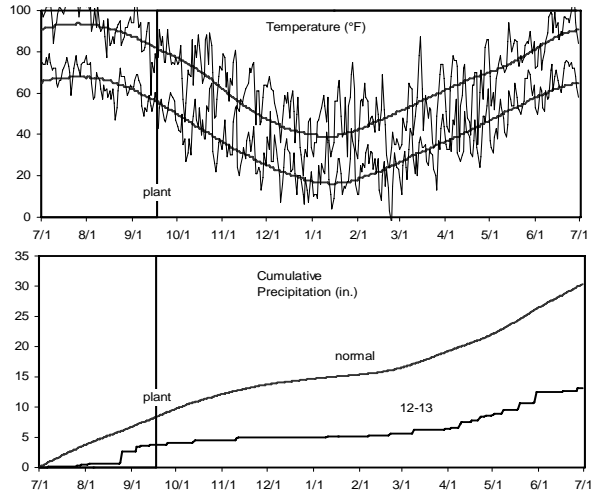 Temperature (°F)
100
80
60
40
20
0
plant
7/1 8/1 9/1 10/1 11/1 12/1 1/1 2/1 3/1 4/1 5/1 6/1 7/1
Cumulative
Precipitation (in.)
35
30
25
20
15
10
5
0
normal
plant
12-13
7/1 8/1 9/1 10/1 11/1 12/1 1/1 2/1 3/1 4/1 5/1 6/1 7/1